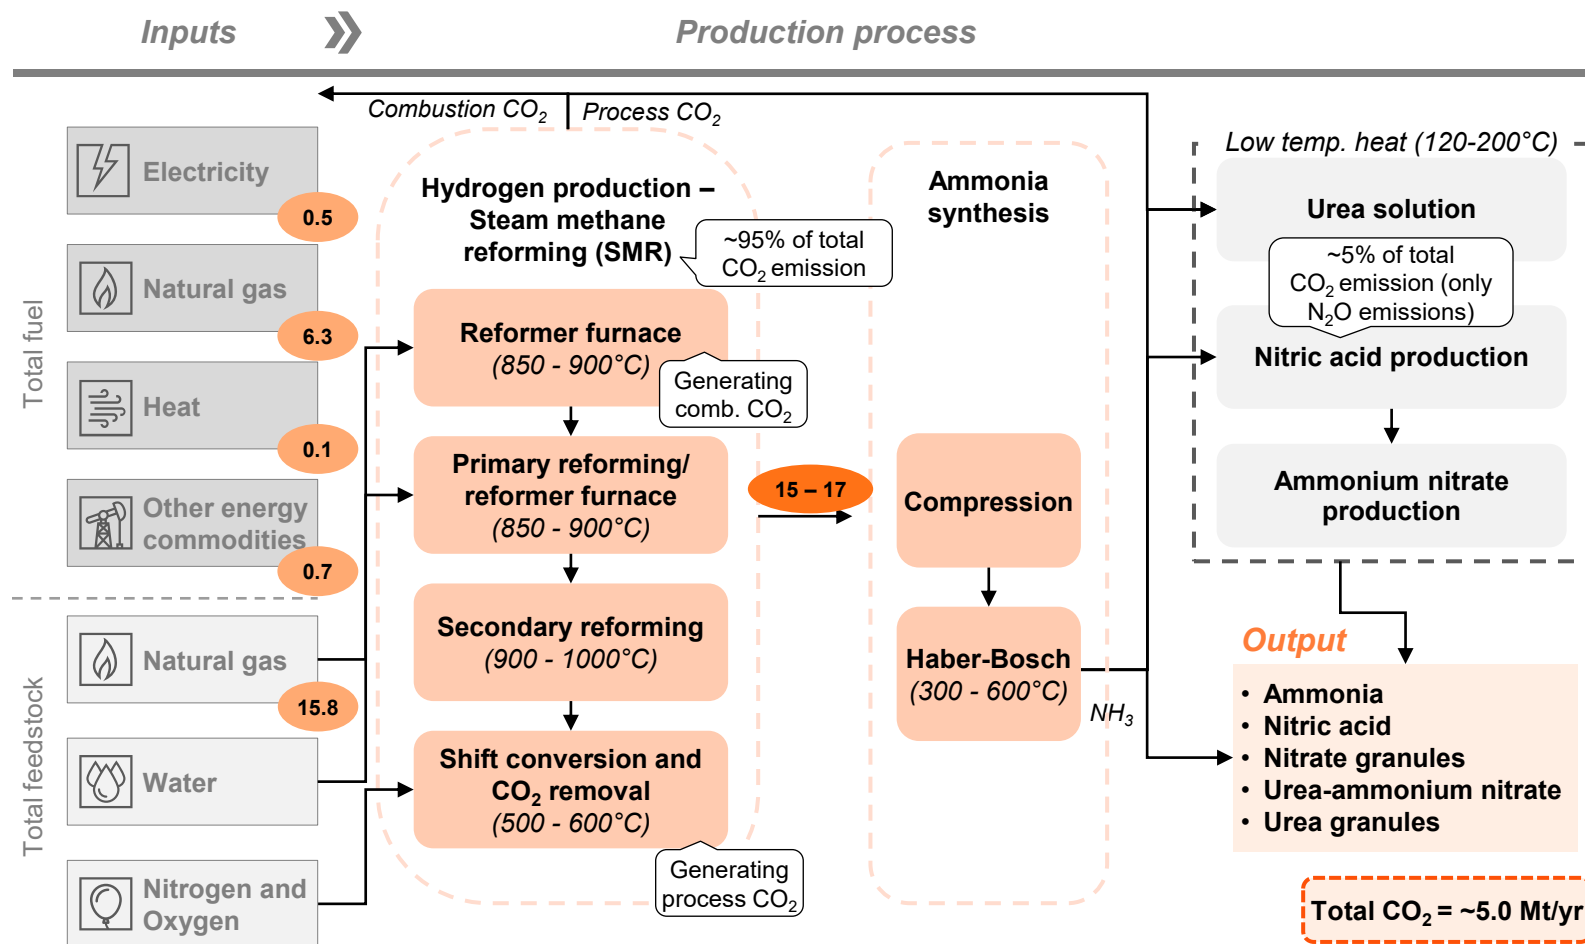 Inputs
Production process
Combustion CO₂
Process CO₂
Total fuel
Electricity
0.5
Natural gas
6.3
Heat
0.1
Other energy
commodities
0.7
Total feedstock
Natural gas
15.8
Water
Nitrogen and
Oxygen
Hydrogen production –
Steam methane
reforming (SMR)
~95% of total
CO₂ emission
Reformer furnace
(850 - 900°C)
Generating
comb. CO₂
Primary reforming/
reformer furnace
(850 - 900°C)
Secondary reforming
(900 - 1000°C)
Shift conversion and
CO₂ removal
(500 - 600°C)
Generating
process CO₂
15 – 17
Ammonia
synthesis
Compression
Haber-Bosch
(300 - 600°C)
NH₃
Low temp. heat (120-200°C)
Urea solution
~5% of total
CO₂ emission (only
N₂O emissions)
Nitric acid production
Ammonium nitrate
production
Output
• Ammonia
• Nitric acid
• Nitrate granules
• Urea-ammonium nitrate
• Urea granules
Total CO₂ = ~5.0 Mt/yr